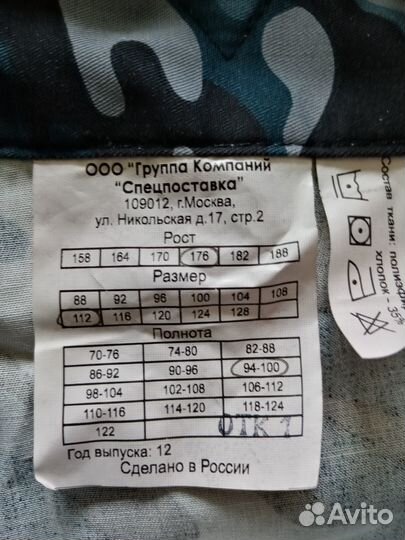 ООО "Группа Компаний
"Спецпоставка"
109012, г.Москва,
ул. Никольская д.17, стр.2
Рост
158 164 170 176 182 188
Размер
88 92 96 100 104 108
112 116 120 124 128
Полнота
70-76 74-80 82-88
86-92 90-96 94-100
98-104 102-108 106-112
110-116 114-120 118-124
122
ОТК 1
Год выпуска: 12
Сделано в России
Состав ткани:
хлопок - 35%
Avito